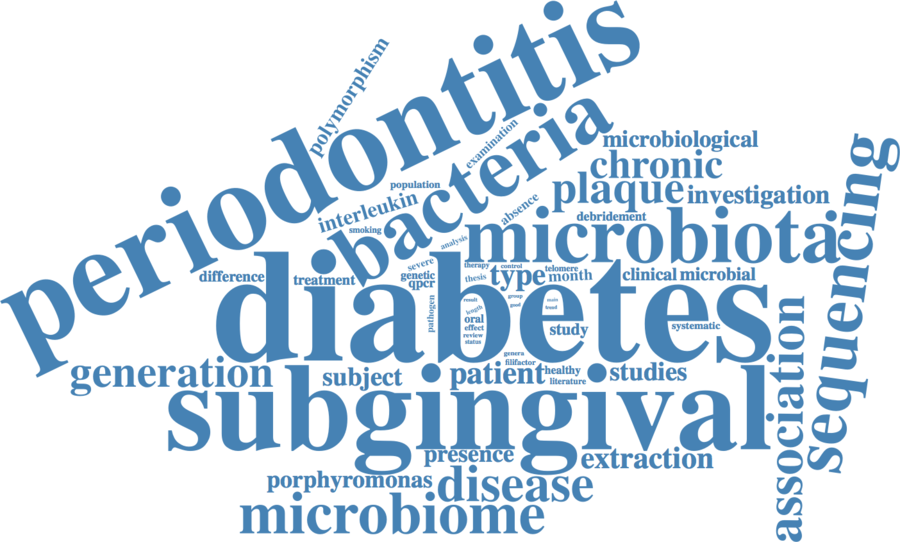 polymorphism
periodontitis
bacteria
examination
microbiological
chronic
population
plaque
investigation
interleukin
absence
debridement
smoking
microbiota
sequencing
analysis
severe
therapy
control
telomere
difference
treatment
genetic
thesis
type
month
clinical
microbial
qpcr
diabetes
pathogen
result
group
main
length
good
found
oral
effect
study
systematic
review
status
association
genera
filifactor
generation
subject
patient
healthy
studies
literature
subgingival
presence
extraction
porphyromonas
disease
microbiome